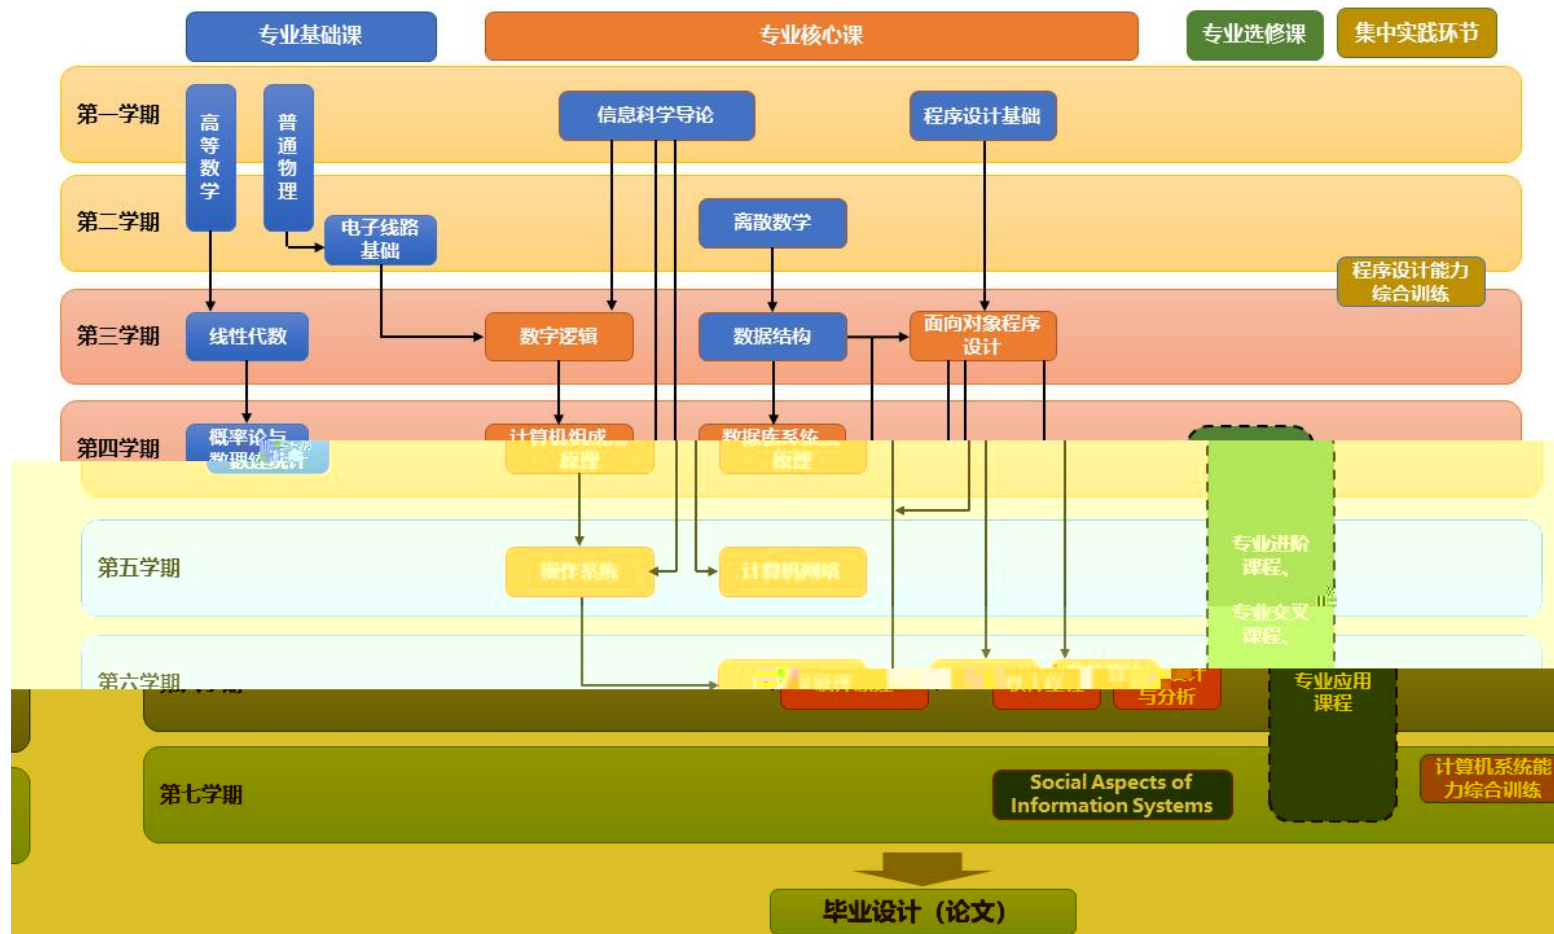 专业基础课
专业核心课
专业选修课
集中实践环节
第一学期
高等数学
普通物理
信息科学导论
程序设计基础
第二学期
电子线路
基础
离散数学
程序设计能力
综合训练
第三学期
线性代数
数字逻辑
数据结构
面向对象程序
设计
第四学期
概率论与
数理统计
计算机组成
原理
数据库系统
原理
第五学期
操作系统
计算机网络
专业进阶
课程、
专业交叉
课程、
第六学期
与分析
专业应用
课程
第七学期
Social Aspects of
Information Systems
计算机系统能
力综合训练
毕业设计（论文）